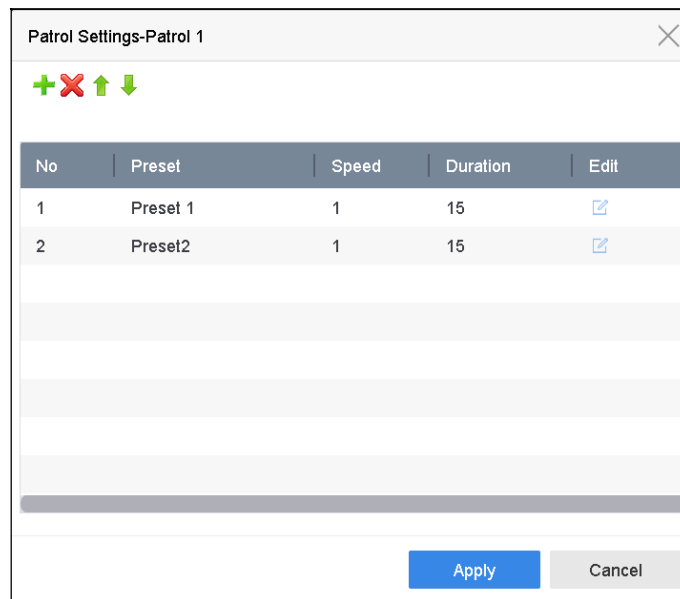 Patrol Settings-Patrol 1
No Preset Speed Duration Edit
1 Preset 1 1 15
2 Preset2 1 15
Apply Cancel